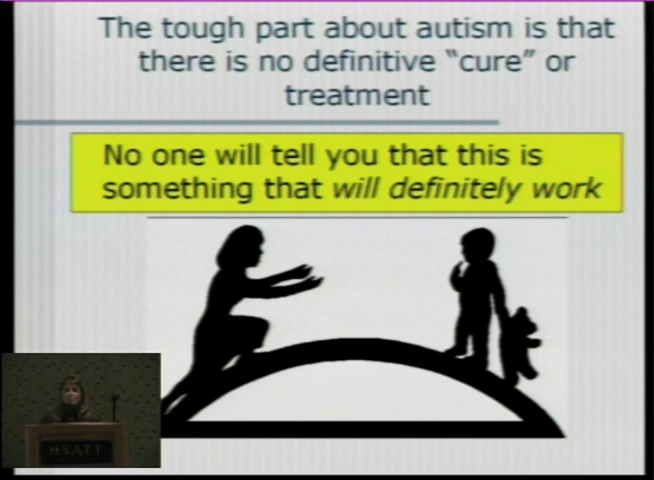 The tough part about autism is that
there is no definitive “cure” or
treatment
No one will tell you that this is
something that will definitely work
HYATT